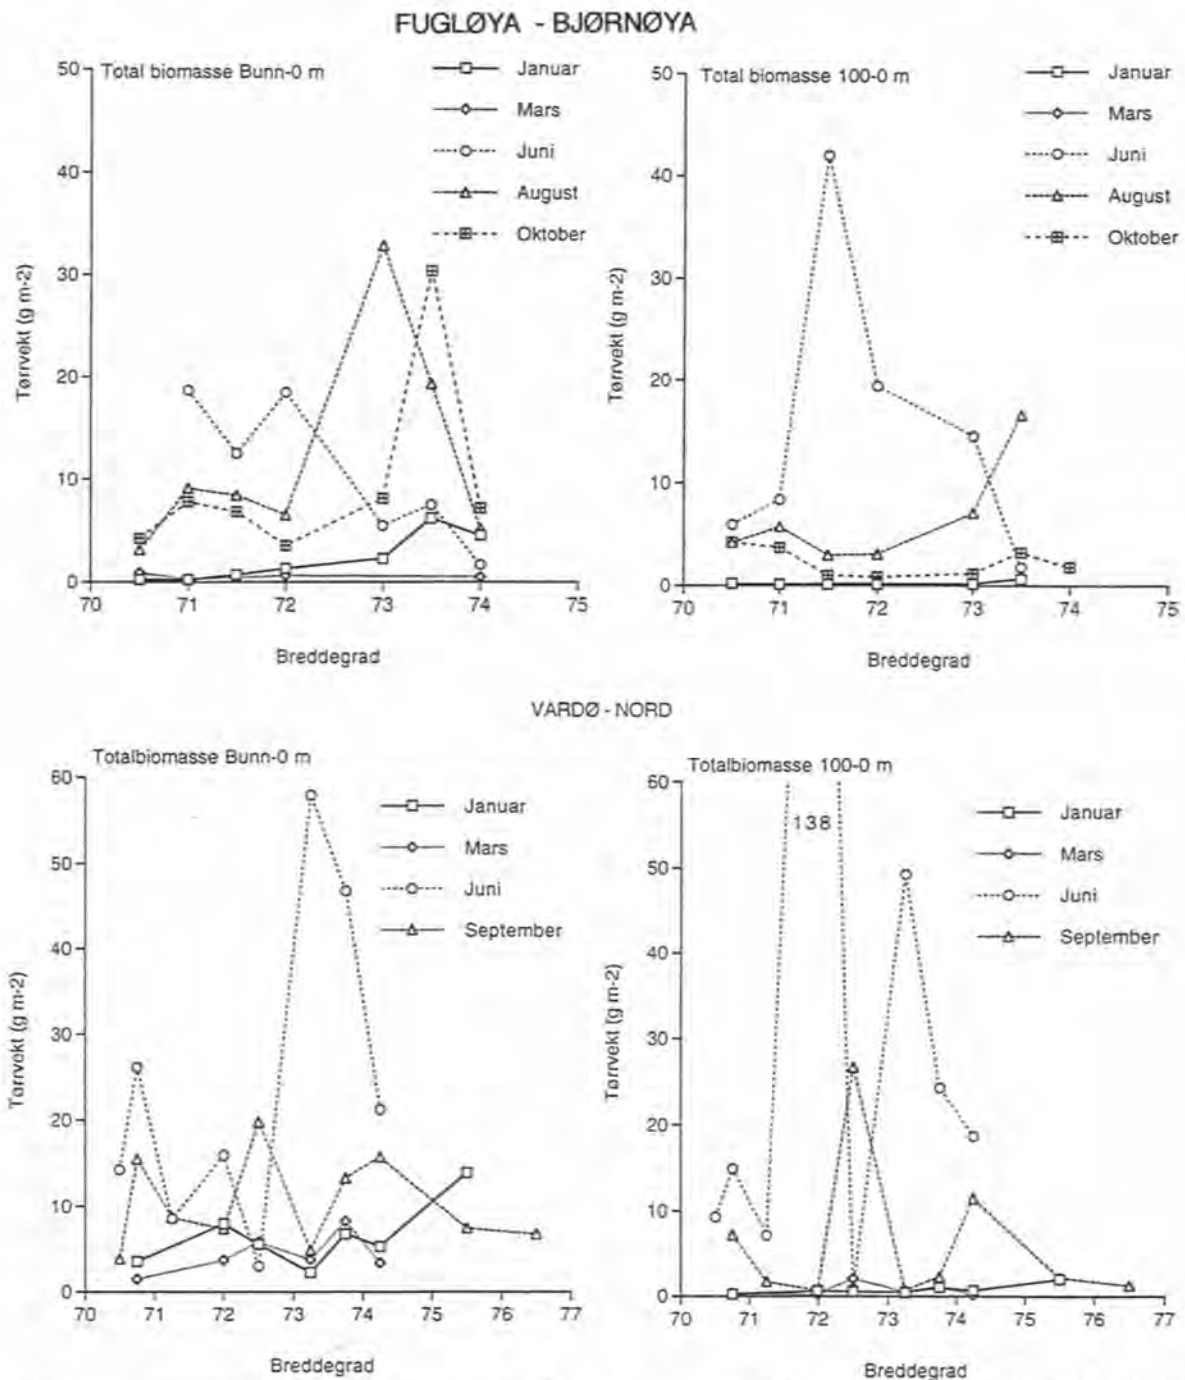 FUGLØYA - BJØRNØYA
Total biomasse Bunn-0 m
Januar
Mars
Juni
August
Oktober
50
40
30
20
10
0
Tørrvekt (g m-2)
70 71 72 73 74 75
Breddegrad
Total biomasse 100-0 m
Januar
Mars
Juni
August
Oktober
50
40
30
20
10
0
Tørrvekt (g m-2)
70 71 72 73 74 75
Breddegrad
VARDØ - NORD
Totalbiomasse Bunn-0 m
Januar
Mars
Juni
September
60
50
40
30
20
10
0
Tørrvekt (g m-2)
70 71 72 73 74 75 76 77
Breddegrad
Totalbiomasse 100-0 m
138
Januar
Mars
Juni
September
60
50
40
30
20
10
0
Tørrvekt (g m-2)
70 71 72 73 74 75 76 77
Breddegrad